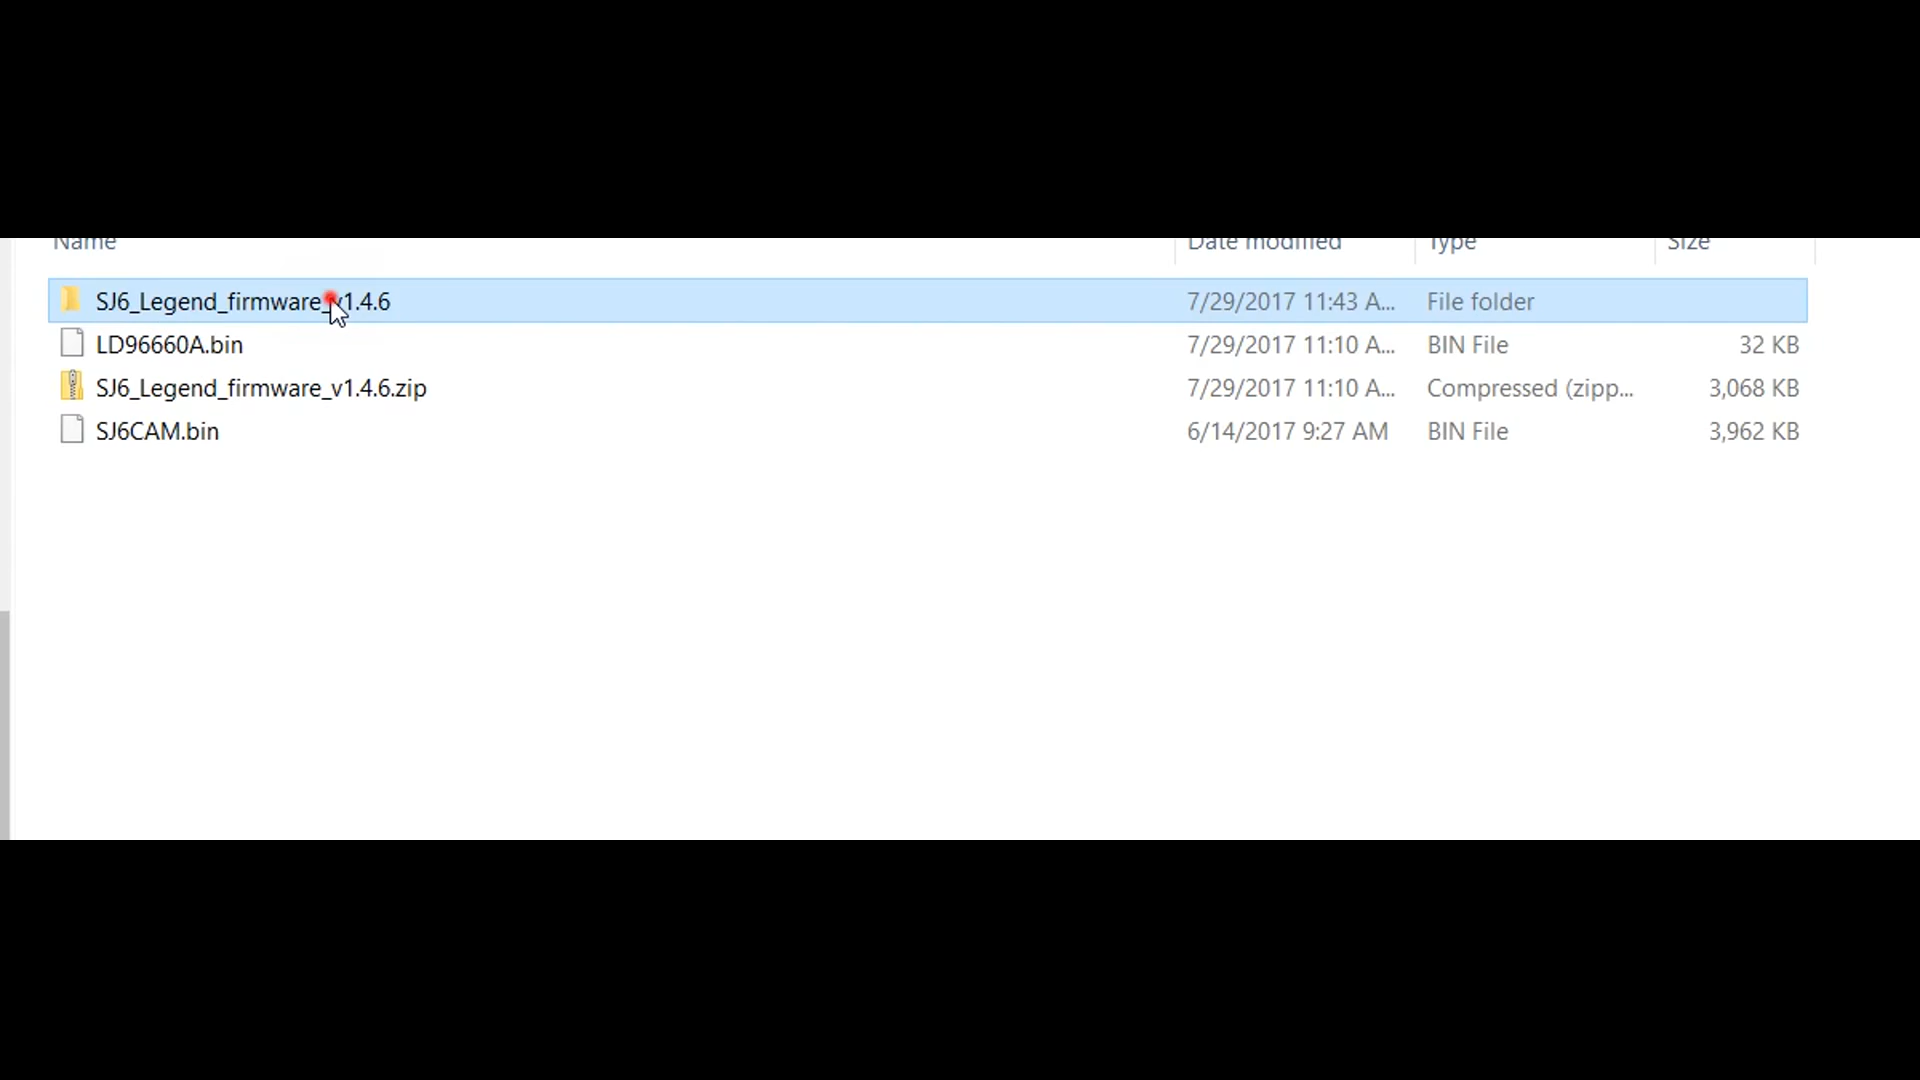 Name Date modified Type Size
SJ6_Legend_firmware_v1.4.6 7/29/2017 11:43 A... File folder
LD96660A.bin 7/29/2017 11:10 A... BIN File 32 KB
SJ6_Legend_firmware_v1.4.6.zip 7/29/2017 11:10 A... Compressed (zipp... 3,068 KB
SJ6CAM.bin 6/14/2017 9:27 AM BIN File 3,962 KB